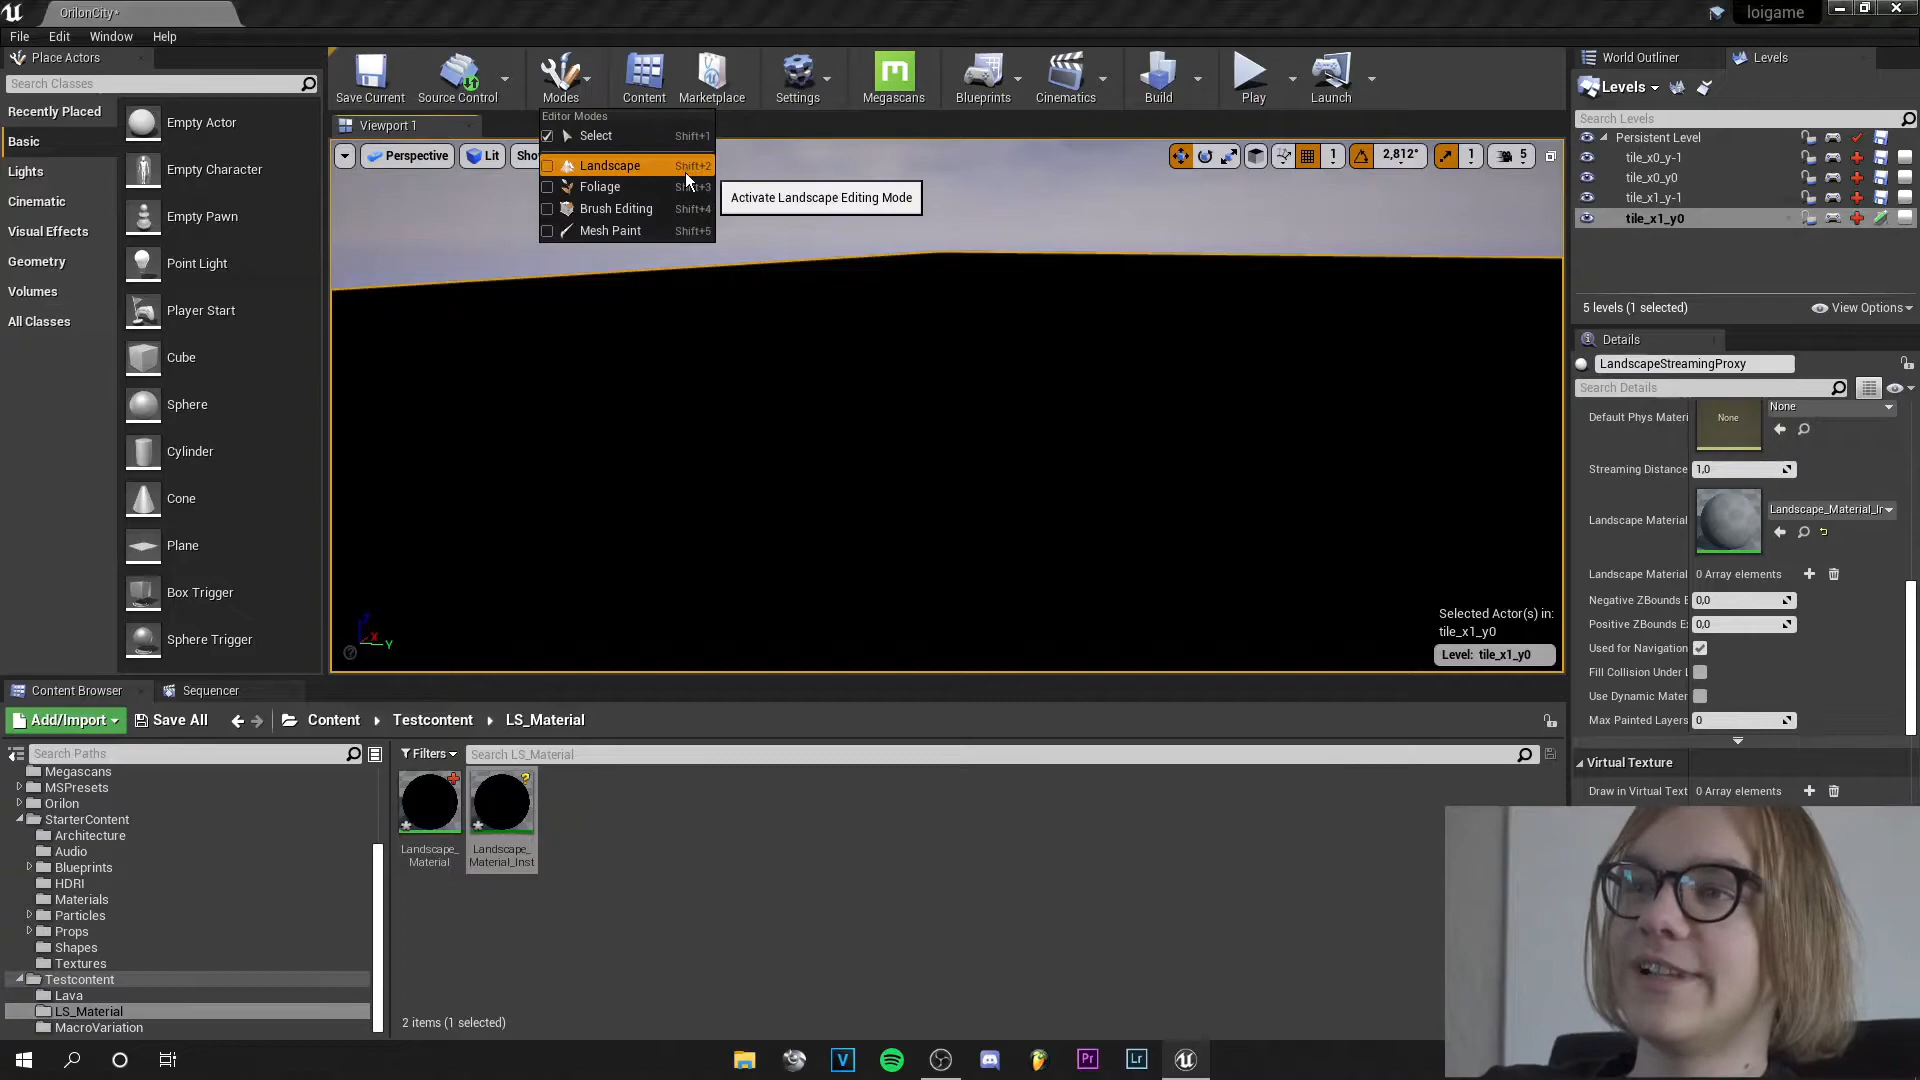 OrilonCity*
loigame
File Edit Window Help
Place Actors
Search Classes
Recently Placed
Basic
Lights
Cinematic
Visual Effects
Geometry
Volumes
All Classes
Empty Actor
Empty Character
Empty Pawn
Point Light
Player Start
Cube
Sphere
Cylinder
Cone
Plane
Box Trigger
Sphere Trigger
Save Current
Source Control
Modes
Content
Marketplace
Settings
Megascans
Blueprints
Cinematics
Build
Play
Launch
Viewport 1
Perspective
Lit
Sho
1
2,812°
1
5
Editor Modes
Select Shift+1
Landscape Shift+2
Foliage Shift+3
Brush Editing Shift+4
Mesh Paint Shift+5
Activate Landscape Editing Mode
Z
X
Y
Selected Actor(s) in:
tile_x1_y0
Level: tile_x1_y0
World Outliner
Levels
Levels
Search Levels
Persistent Level
tile_x0_y-1
tile_x0_y0
tile_x1_y-1
tile_x1_y0
5 levels (1 selected)
View Options
Details
LandscapeStreamingProxy
Search Details
Default Phys Materi
None
None
Streaming Distance
1,0
Landscape Material
Landscape_Material_Ir
Landscape Material
0 Array elements
Negative ZBounds E
0,0
Positive ZBounds E
0,0
Used for Navigation
Fill Collision Under L
Use Dynamic Mater
Max Painted Layers
0
Virtual Texture
Draw in Virtual Text
0 Array elements
Content Browser
Sequencer
Add/Import
Save All
Content
Testcontent
LS_Material
Search Paths
Filters
Search LS_Material
Megascans
MSPresets
Orilon
StarterContent
Architecture
Audio
Blueprints
HDRI
Materials
Particles
Props
Shapes
Textures
Testcontent
Lava
LS_Material
MacroVariation
Landscape_
Material
Landscape_
Material_Inst
2 items (1 selected)
V
Pr
Lr